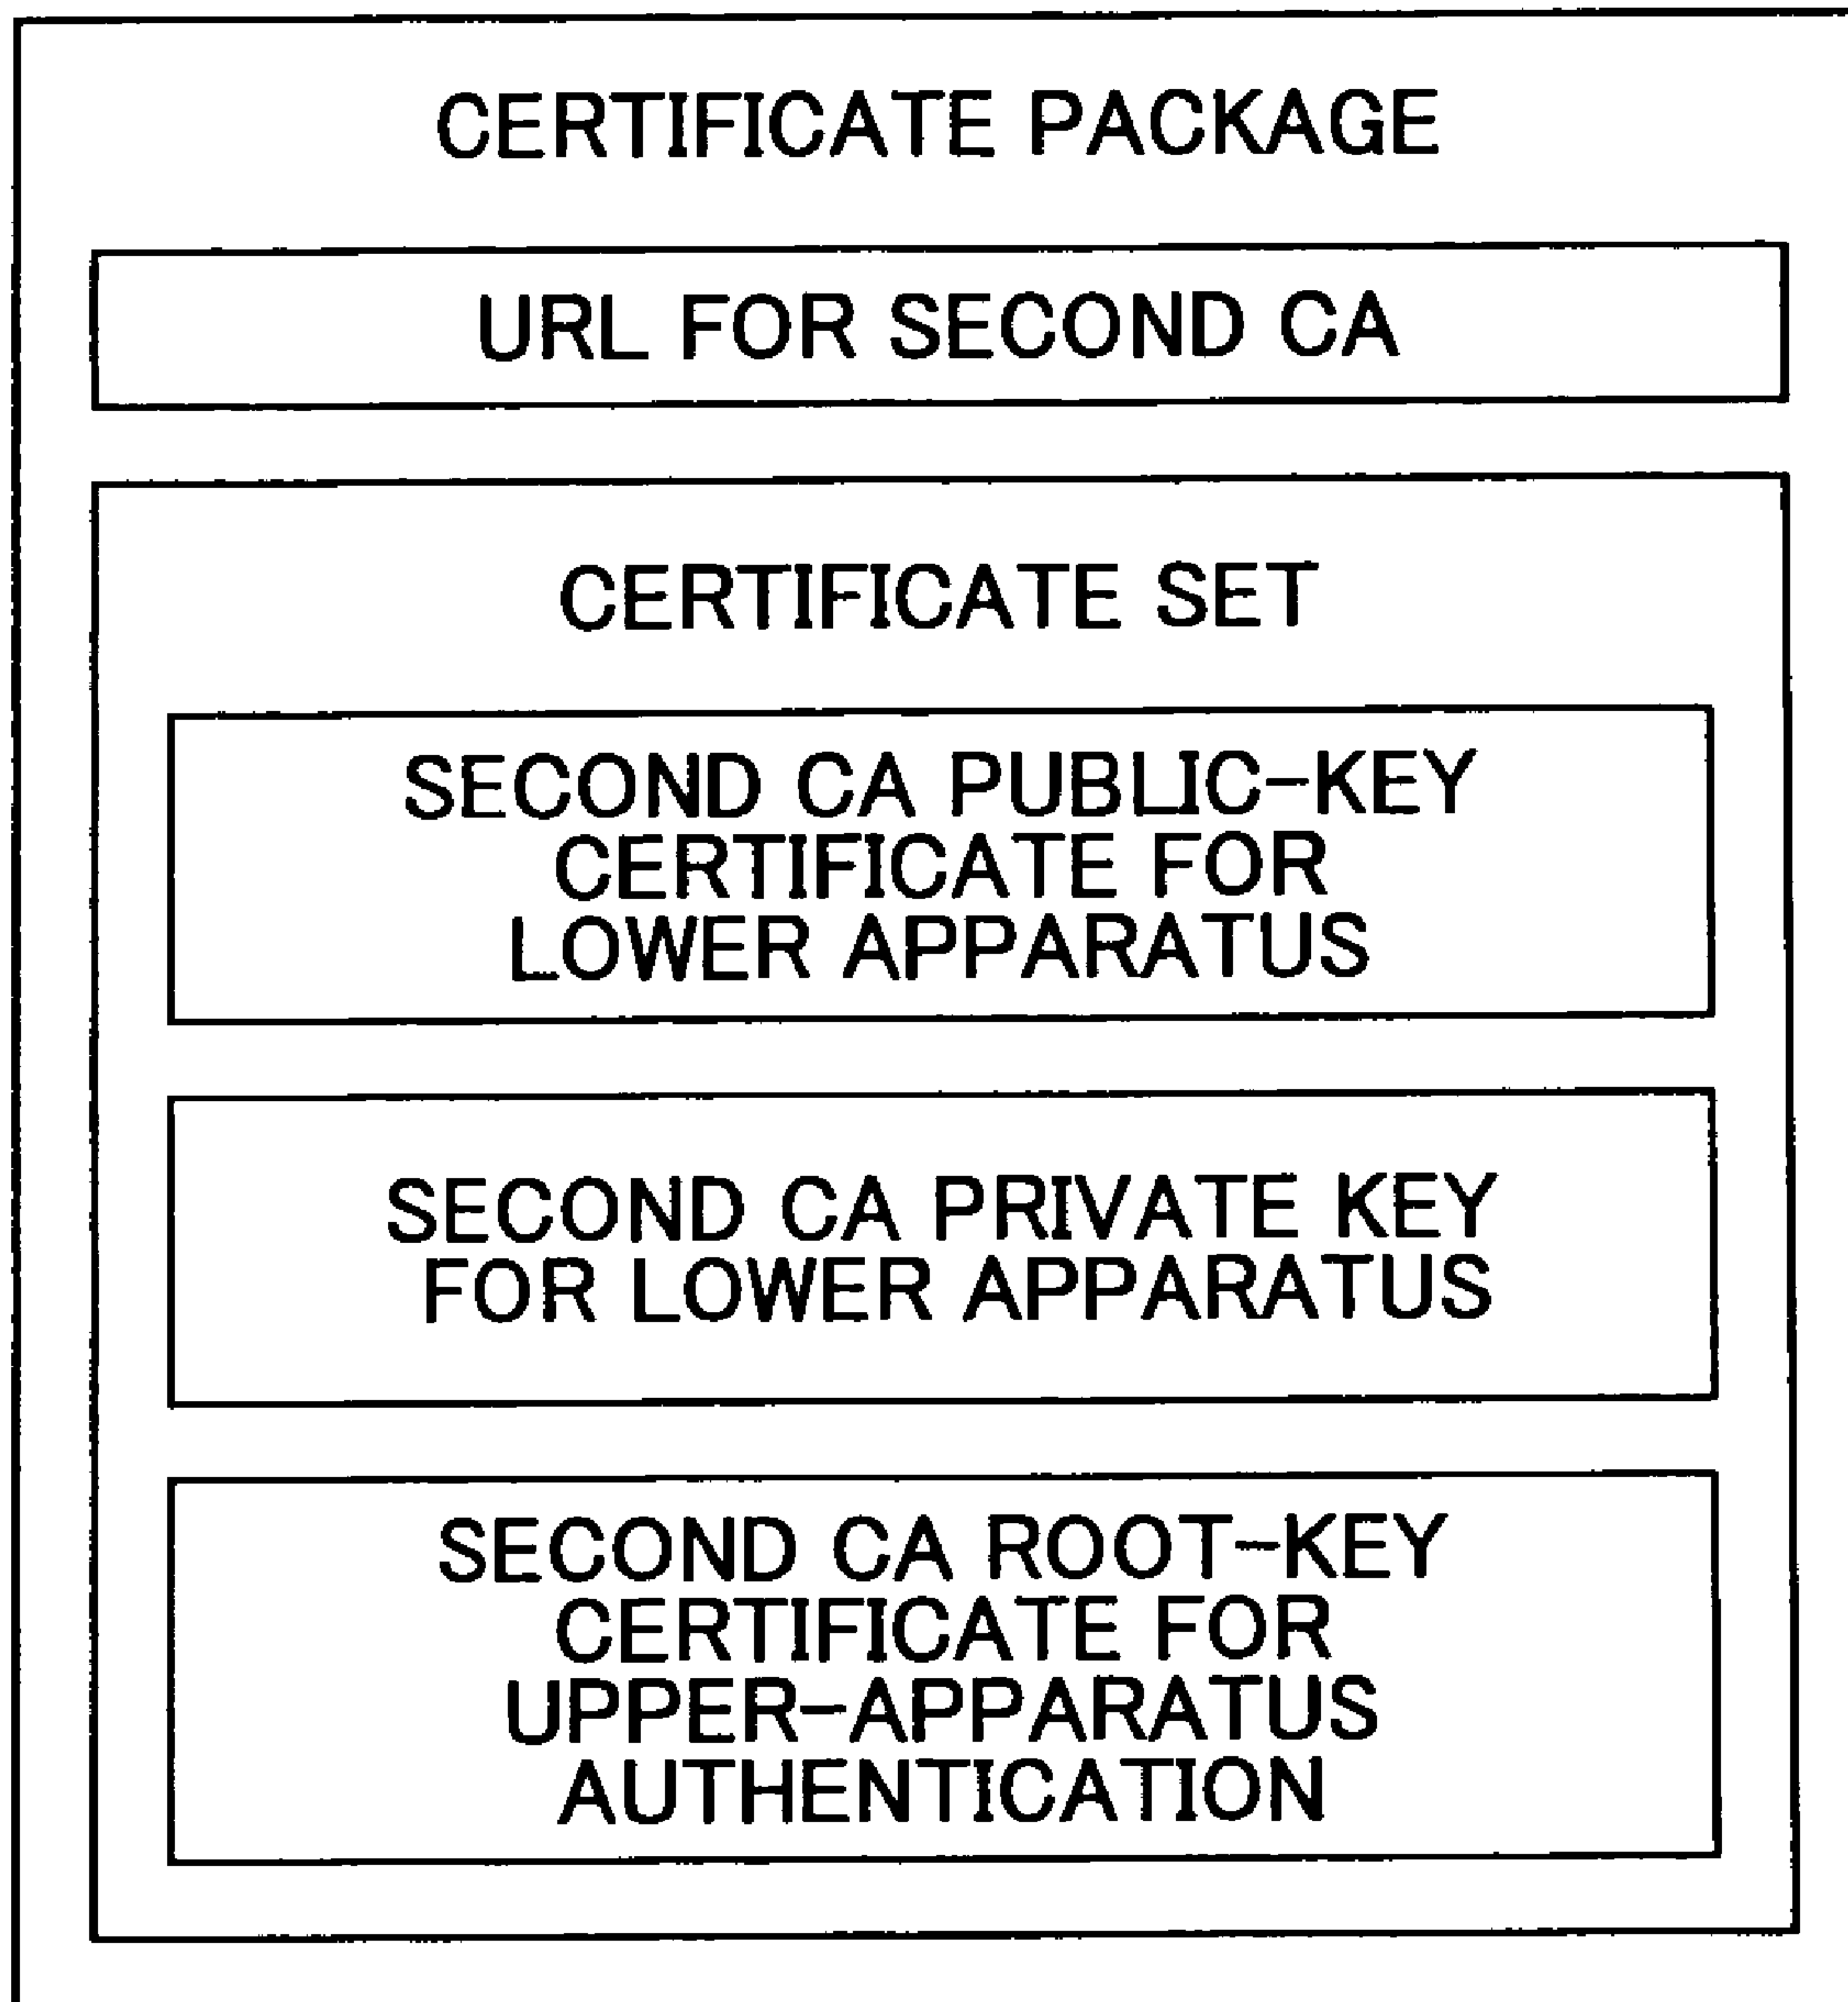 CERTIFICATE PACKAGE
URL FOR SECOND CA
CERTIFICATE SET
SECOND CA PUBLIC-KEY
CERTIFICATE FOR
LOWER APPARATUS
SECOND CA PRIVATE KEY
FOR LOWER APPARATUS
SECOND CA ROOT-KEY
CERTIFICATE FOR
UPPER-APPARATUS
AUTHENTICATION